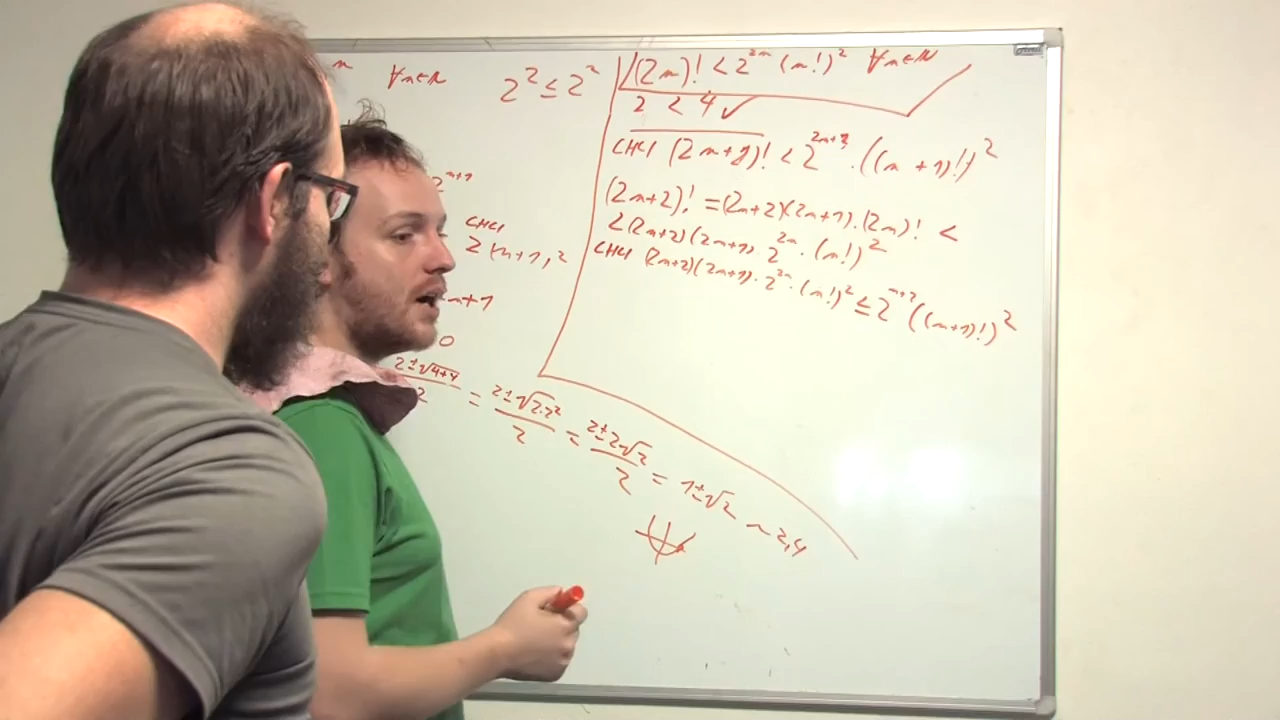 ∀n∈N 2² ≤ 2²
2^{n+1}
CHCI
2 (n+1)²
n+1
0
\frac{2±√(4+4)}{2} = \frac{2±√(2·2²)}{2} = \frac{2±2√2}{2} = 1±√2 ~ 2,4
(2n)! < 2^{2n} (n!)² ∀n∈N
2 < 4 ✓
CHCI (2n+2)! < 2^{2n+2} · ((n+1)!)²
(2n+2)! = (2n+2)(2n+1)·(2n)! <
< (2n+2)(2n+1) 2^{2n} · (n!)²
CHCI (2n+2)(2n+1)·2^{2n}·(n!)² ≤ 2^{n+2} ((n+1)!)²